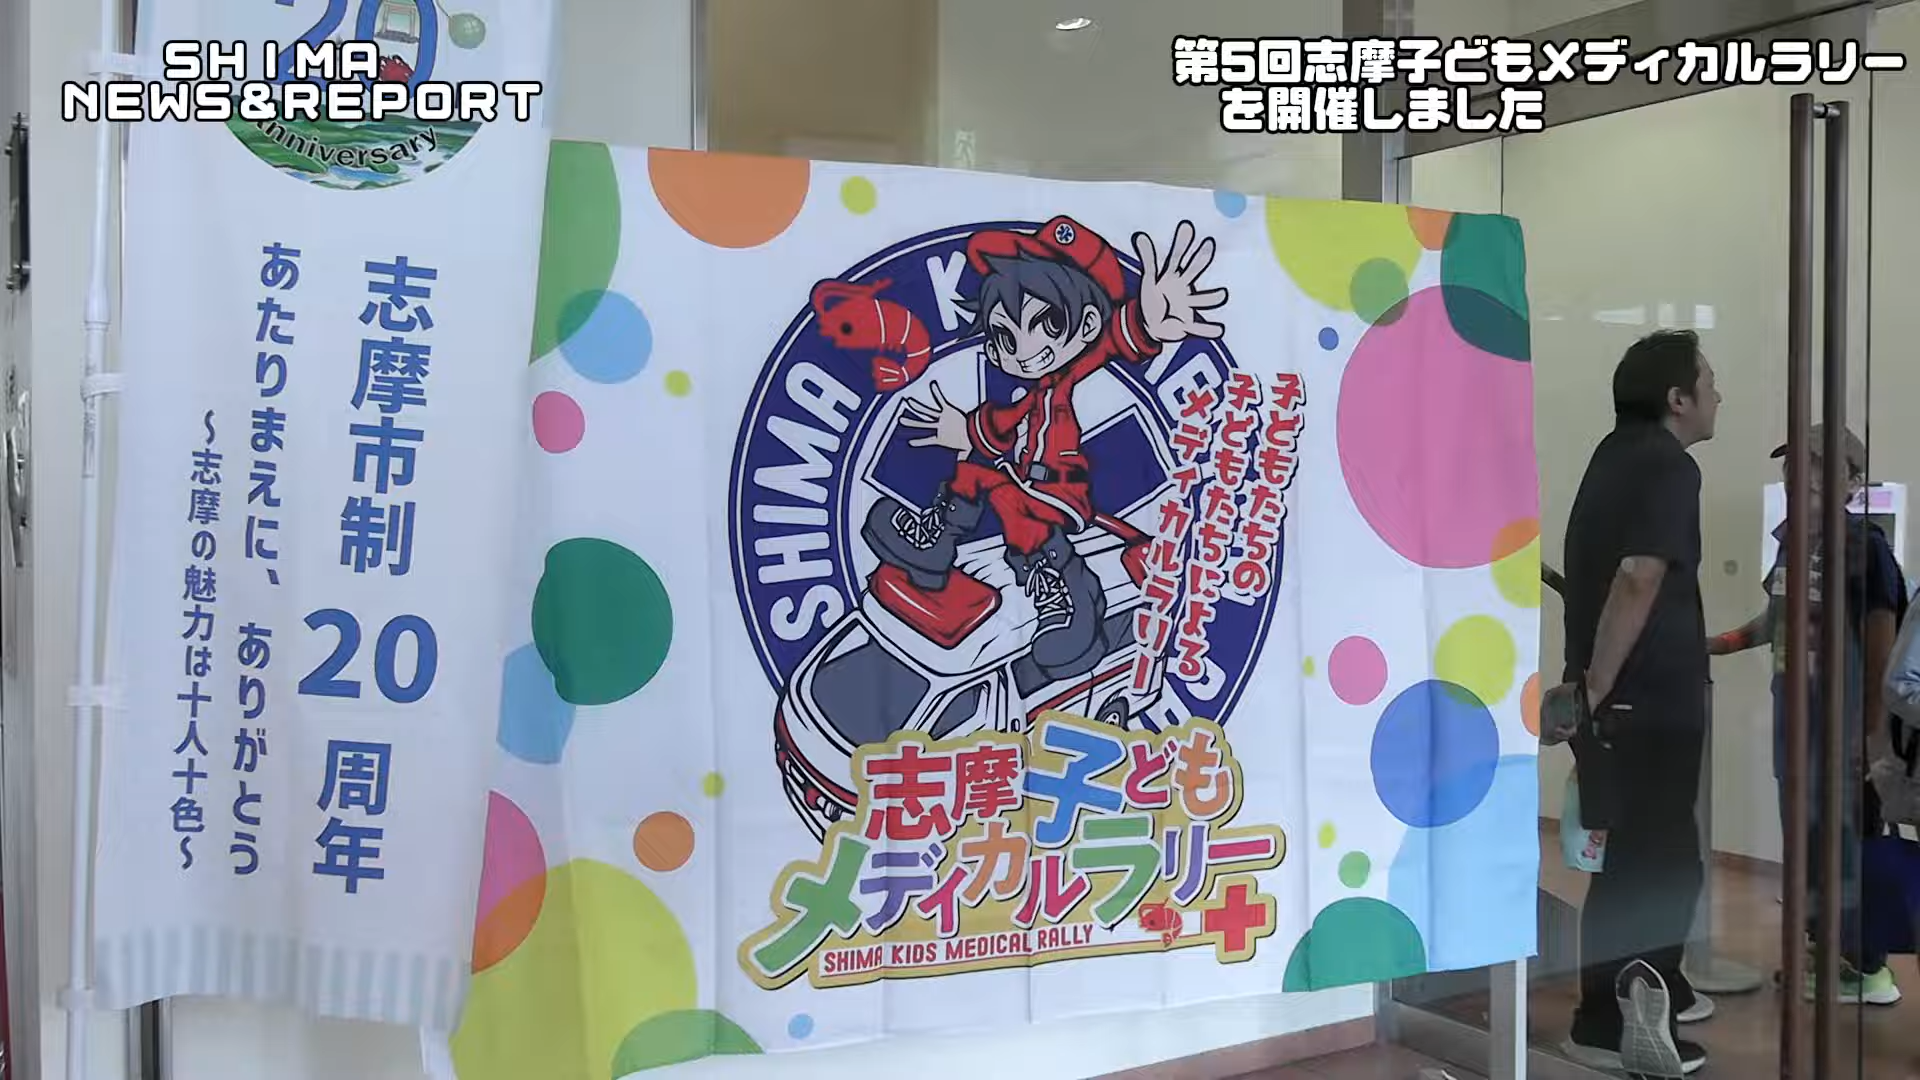 SHIMA
NEWS&REPORT
第5回志摩子どもメディカルラリー
を開催しました
20
Anniversary
志摩市制20周年
あたりまえに、ありがとう
～志摩の魅力は十人十色～
SHIMA K
子どもたちの
子どもたちによる
メディカルラリー
志摩子ども
メディカルラリー
SHIMA KIDS MEDICAL RALLY